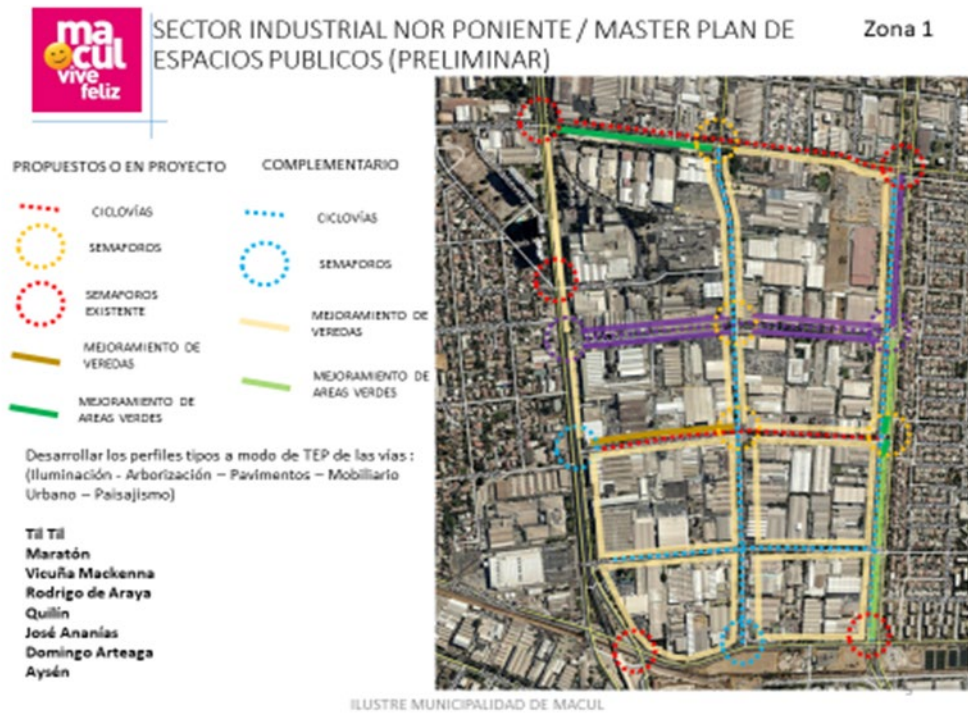 ma
cul
vive
feliz
SECTOR INDUSTRIAL NOR PONIENTE / MASTER PLAN DE
ESPACIOS PUBLICOS (PRELIMINAR)
Zona 1
PROPUESTOS O EN PROYECTO
CICLOVÍAS
SEMAFOROS
SEMAFOROS
EXISTENTE
MEJORAMIENTO DE
VEREDAS
MEJORAMIENTO DE
AREAS VERDES
COMPLEMENTARIO
CICLOVÍAS
SEMAFOROS
MEJORAMIENTO DE
VEREDAS
MEJORAMIENTO DE
AREAS VERDES
Desarrollar los perfiles tipos a modo de TEP de las vías :
(Iluminación - Arborización – Pavimentos – Mobiliario
Urbano – Paisajismo)
Til Til
Maratón
Vicuña Mackenna
Rodrigo de Araya
Quilín
José Ananías
Domingo Arteaga
Aysén
ILUSTRE MUNICIPALIDAD DE MACUL